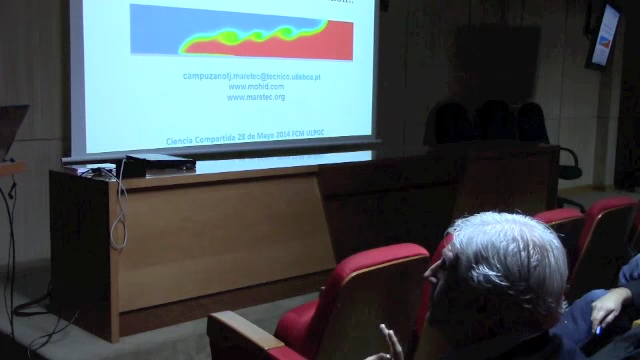 campuzanofj.maretec@tecnico.ulisboa.pt
www.mohid.com
www.maretec.org
Ciencia Compartida 28 de Mayo 2014 FCM ULPGC